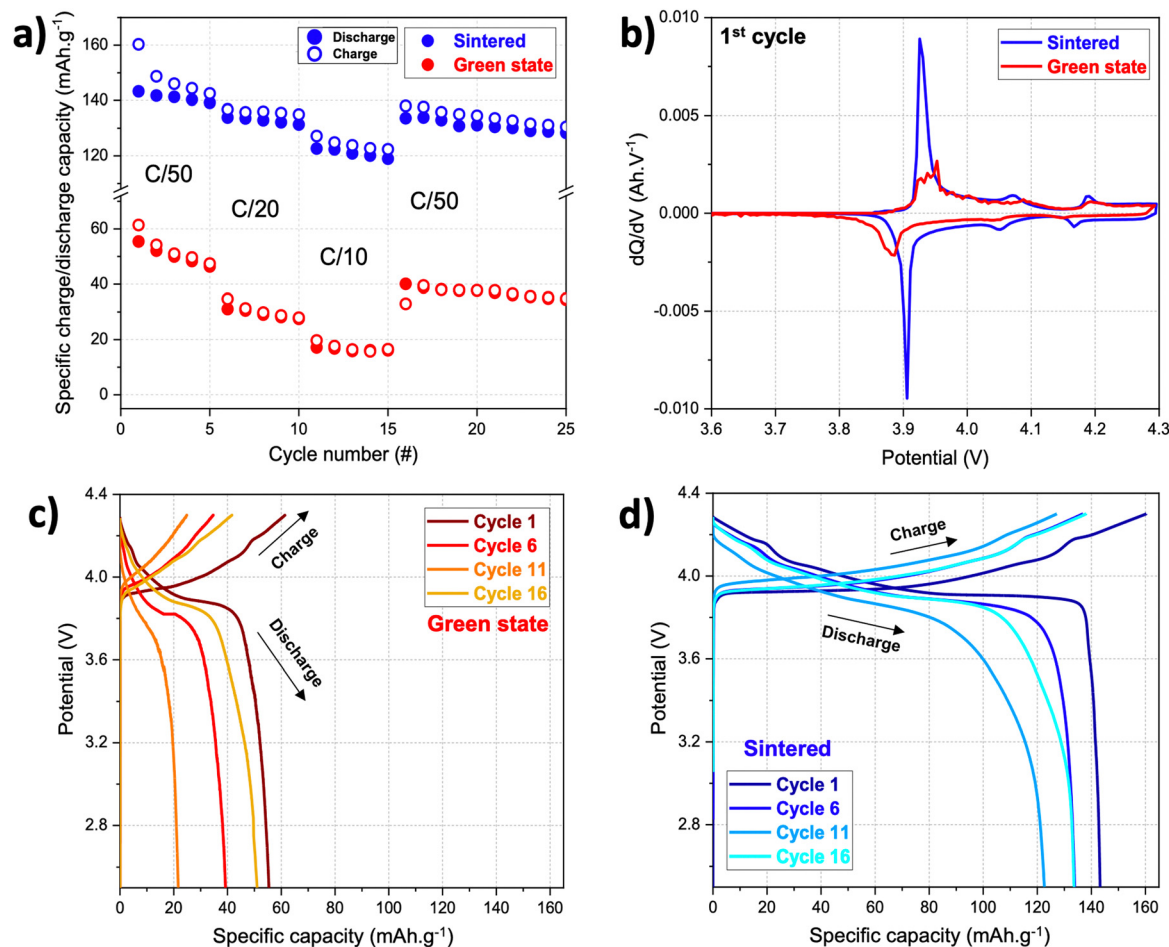 a)
Specific charge/discharge capacity (mAh.g⁻¹)
160
140
120
60
40
20
0
Discharge
Charge
Sintered
Green state
C/50
C/20
C/10
C/50
0 5 10 15 20 25
Cycle number (#)
b)
1st cycle
Sintered
Green state
dQ/dV (Ah.V⁻¹)
0.010
0.005
0.000
-0.005
-0.010
3.6 3.7 3.8 3.9 4.0 4.1 4.2 4.3
Potential (V)
c)
Potential (V)
4.4
4.0
3.6
3.2
2.8
Charge
Discharge
Cycle 1
Cycle 6
Cycle 11
Cycle 16
Green state
0 20 40 60 80 100 120 140 160
Specific capacity (mAh.g⁻¹)
d)
Potential (V)
4.4
4.0
3.6
3.2
2.8
Charge
Discharge
Sintered
Cycle 1
Cycle 6
Cycle 11
Cycle 16
0 20 40 60 80 100 120 140 160
Specific capacity (mAh.g⁻¹)